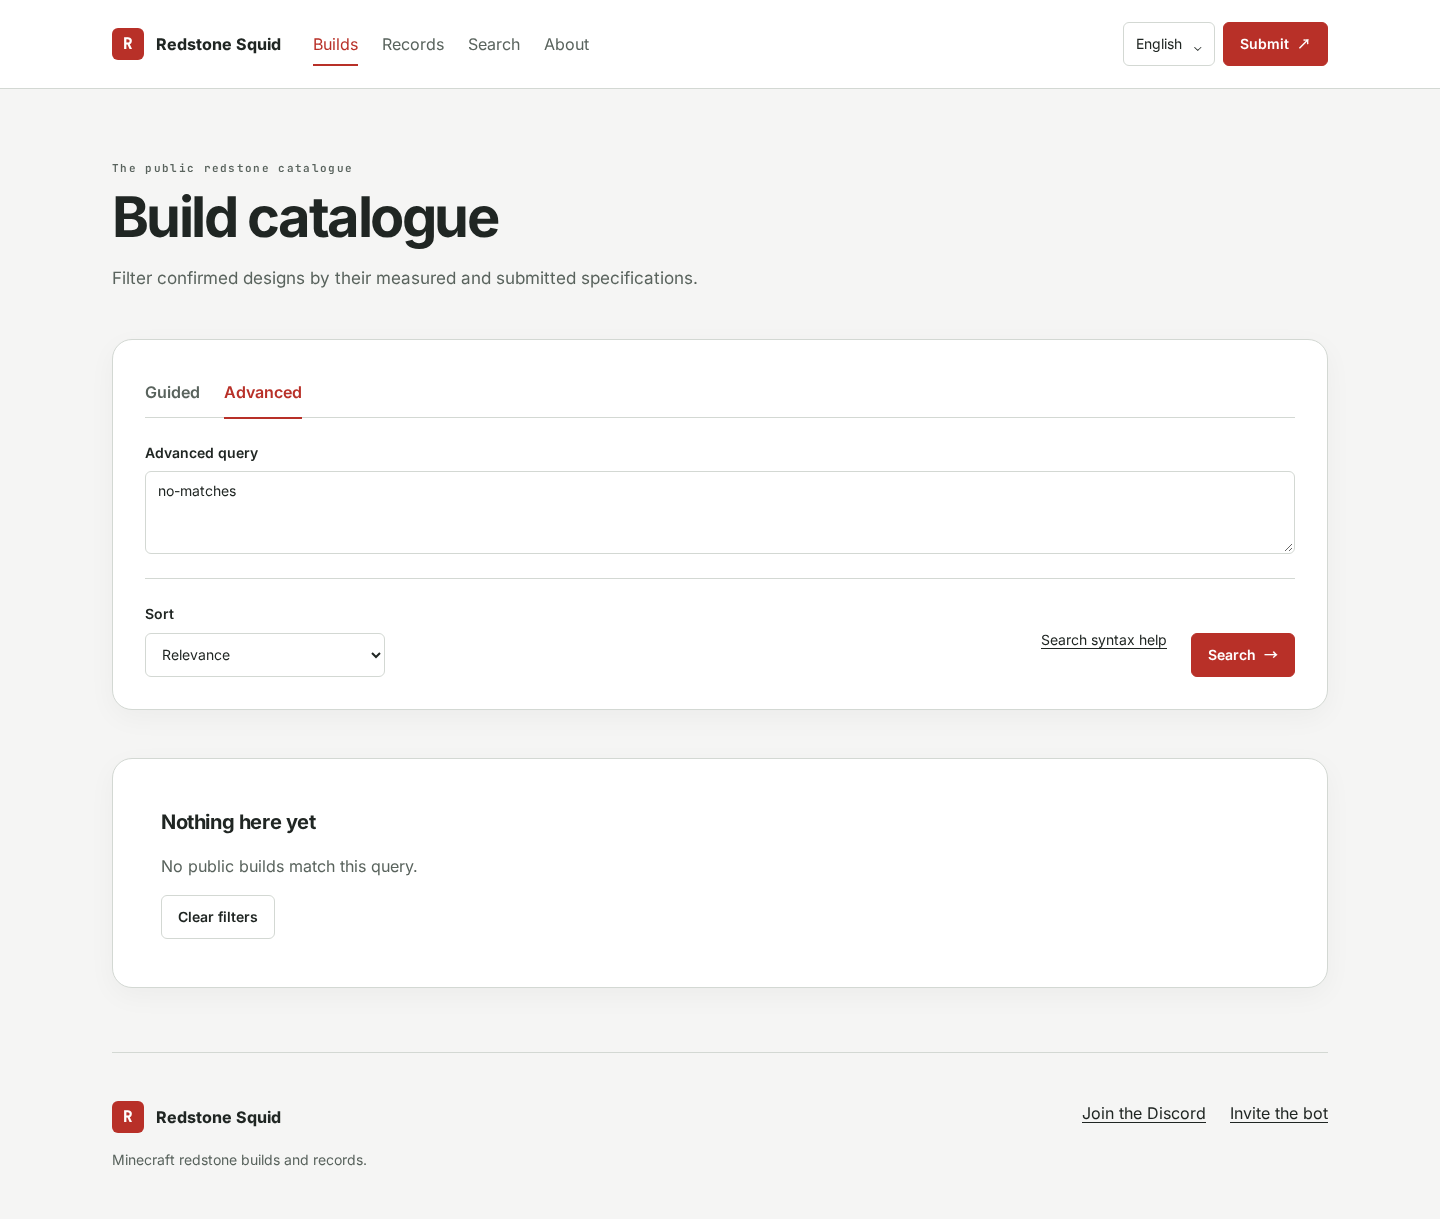 R Redstone Squid Builds Records Search About English Submit ↗
The public redstone catalogue
Build catalogue
Filter confirmed designs by their measured and submitted specifications.
Guided Advanced
Advanced query
no-matches
Sort
Relevance Search syntax help Search →
Nothing here yet
No public builds match this query.
Clear filters
R Redstone Squid Join the Discord Invite the bot
Minecraft redstone builds and records.